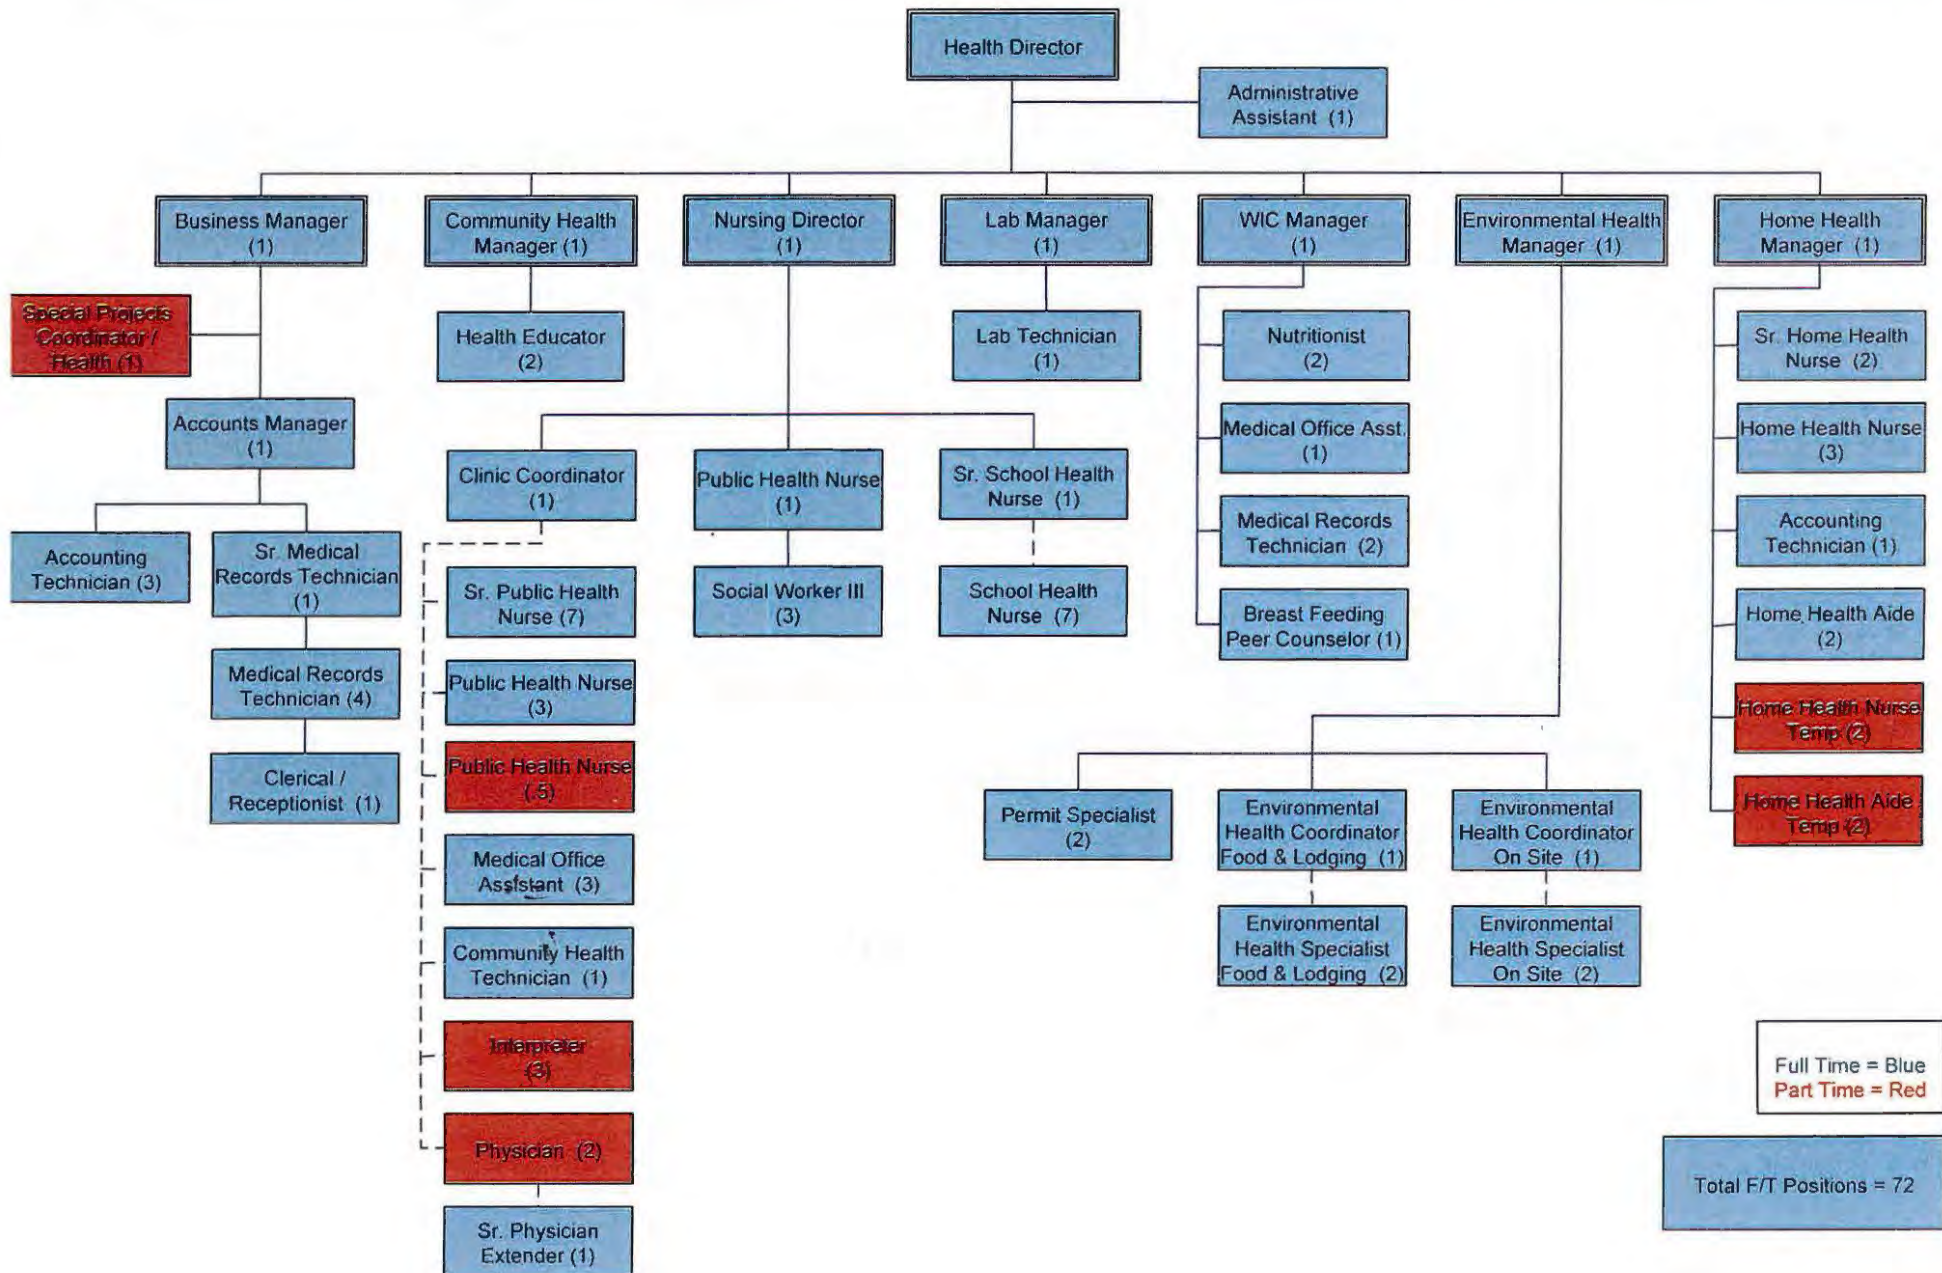 Health Director
Administrative
Assistant (1)
Business Manager
(1)
Community Health
Manager (1)
Nursing Director
(1)
Lab Manager
(1)
WIC Manager
(1)
Environmental Health
Manager (1)
Home Health
Manager (1)
Special Projects
Coordinator /
Health (1)
Accounts Manager
(1)
Accounting
Technician (3)
Sr. Medical
Records Technician
(1)
Medical Records
Technician (4)
Clerical /
Receptionist (1)
Health Educator
(2)
Clinic Coordinator
(1)
Sr. Public Health
Nurse (7)
Public Health Nurse
(3)
Public Health Nurse
(.5)
Medical Office
Assistant (3)
Community Health
Technician (1)
Interpreter
(3)
Physician (2)
Sr. Physician
Extender (1)
Public Health Nurse
(1)
Social Worker III
(3)
Sr. School Health
Nurse (1)
School Health
Nurse (7)
Lab Technician
(1)
Nutritionist
(2)
Medical Office Asst.
(1)
Medical Records
Technician (2)
Breast Feeding
Peer Counselor (1)
Permit Specialist
(2)
Environmental
Health Coordinator
Food & Lodging (1)
Environmental
Health Specialist
Food & Lodging (2)
Environmental
Health Coordinator
On Site (1)
Environmental
Health Specialist
On Site (2)
Sr. Home Health
Nurse (2)
Home Health Nurse
(3)
Accounting
Technician (1)
Home Health Aide
(2)
Home Health Nurse
Temp (2)
Home Health Aide
Temp (2)
Full Time = Blue
Part Time = Red
Total F/T Positions = 72